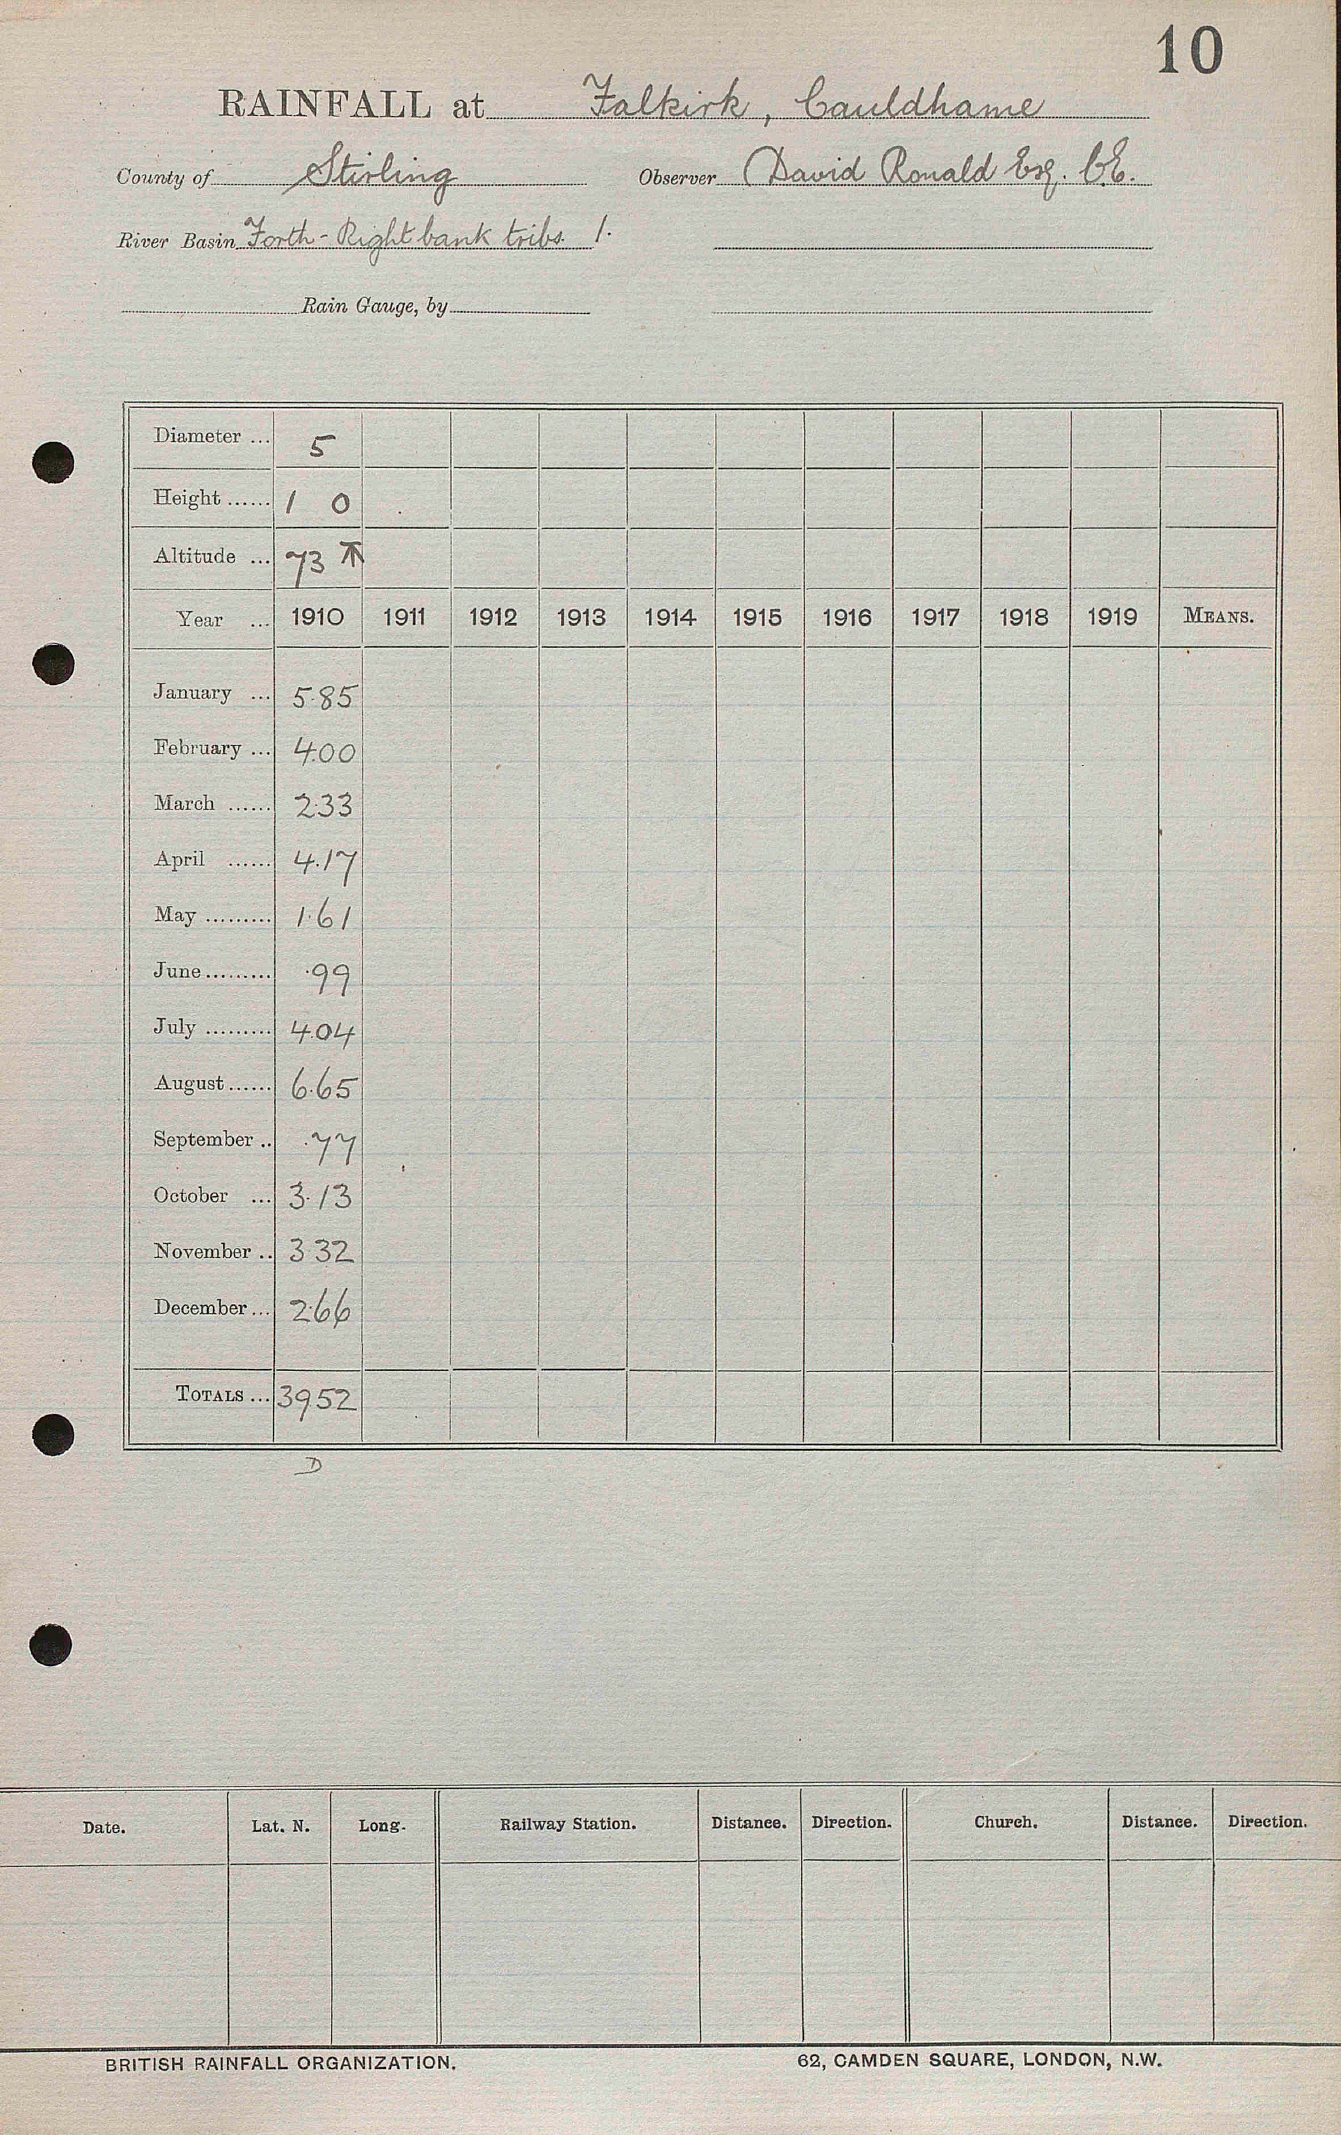 10
RAINFALL at Falkirk, Cauldhame
County of Stirling Observer David Ronald Esq. C.E.
River Basin Forth - Right bank tribs. 1.
Rain Gauge, by
Diameter ... 5
Height ...... 1 0
Altitude ... 73
Year ... 1910 1911 1912 1913 1914 1915 1916 1917 1918 1919 MEANS.
January ... 5.85
February ... 4.00
March ...... 2.33
April ...... 4.17
May ......... 1.61
June ......... .99
July ......... 4.04
August ...... 6.65
September .. .77
October ... 3.13
November .. 3 32
December ... 2.66
TOTALS ... 3952
D
Date. Lat. N. Long. Railway Station. Distance. Direction. Church. Distance. Direction.
BRITISH RAINFALL ORGANIZATION. 62, CAMDEN SQUARE, LONDON, N.W.